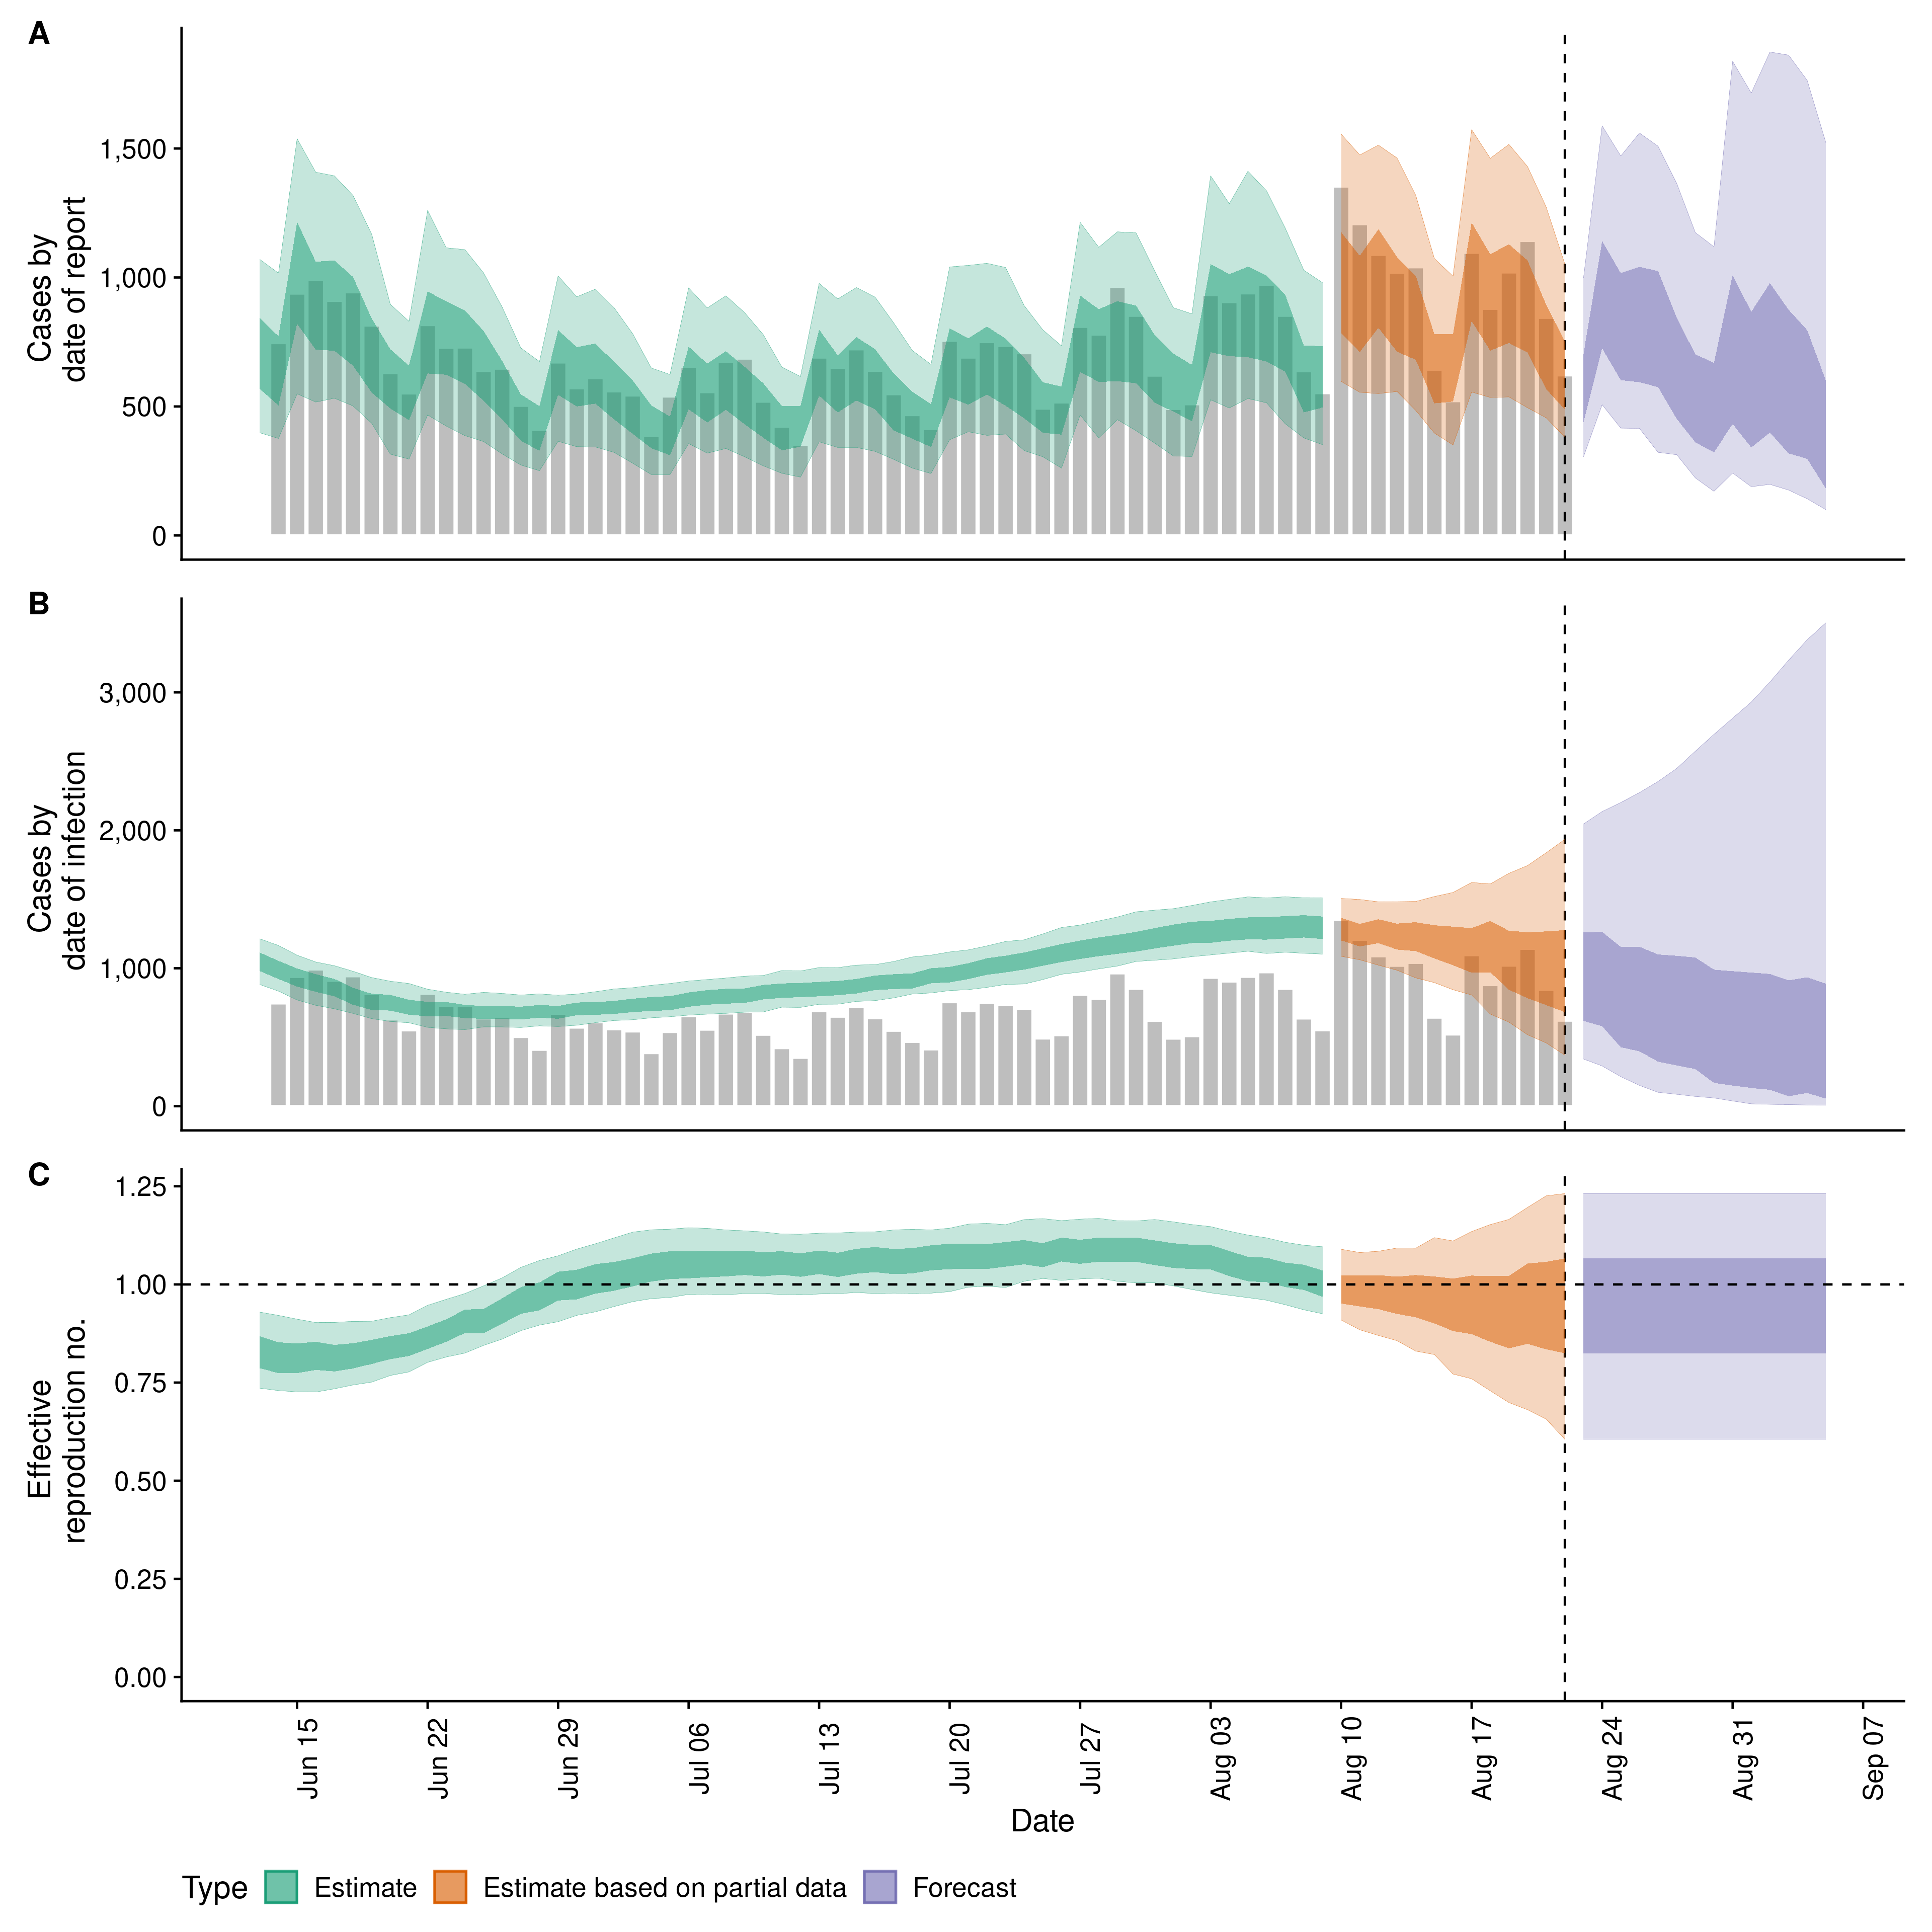 A
Cases by
date of report
1,500
1,000
500
0
B
Cases by
date of infection
3,000
2,000
1,000
0
C
Effective
reproduction no.
1.25
1.00
0.75
0.50
0.25
0.00
Jun 15
Jun 22
Jun 29
Jul 06
Jul 13
Jul 20
Jul 27
Aug 03
Aug 10
Aug 17
Aug 24
Aug 31
Sep 07
Date
Type Estimate Estimate based on partial data Forecast